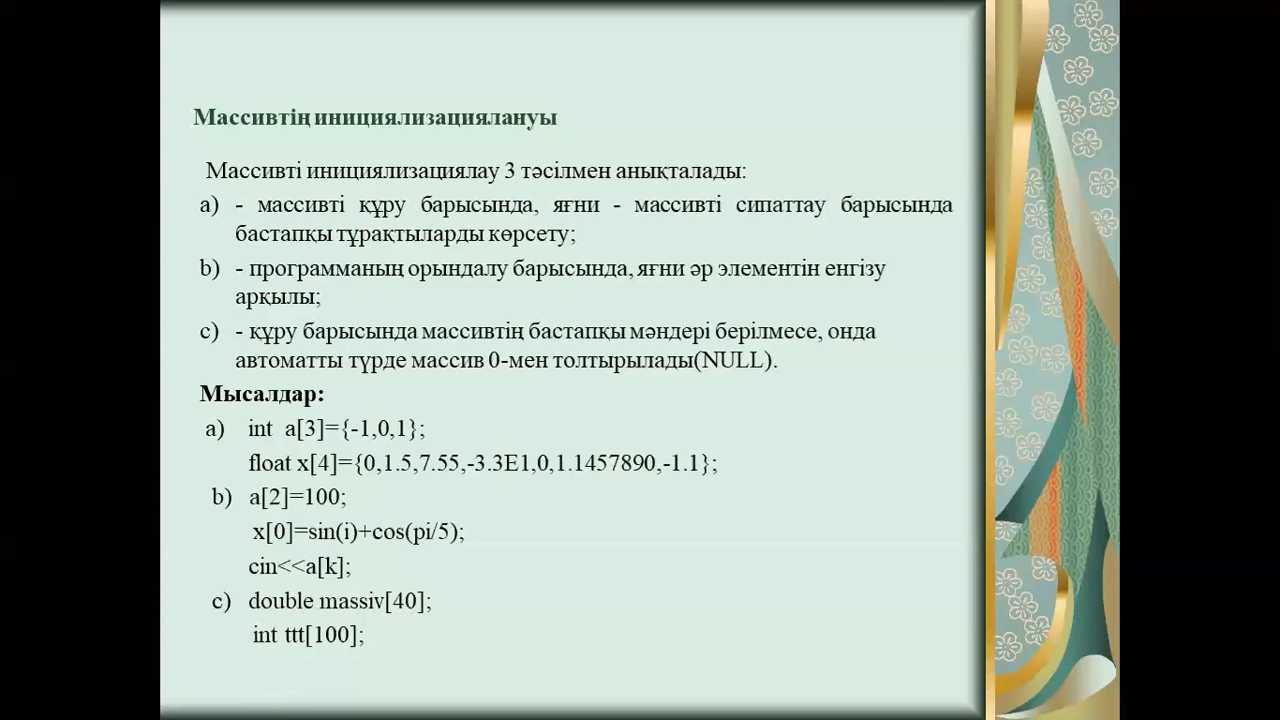 Массивтің инициялизациялануы
Массивті инициялизациялау 3 тәсілмен анықталады:
a) - массивті құру барысында, яғни - массивті сипаттау барысында
бастапқы тұрақтыларды көрсету;
b) - программаның орындалу барысында, яғни әр элементін енгізу
арқылы;
c) - құру барысында массивтің бастапқы мәндері берілмесе, онда
автоматты түрде массив 0-мен толтырылады(NULL).
Мысалдар:
a) int a[3]={-1,0,1};
float x[4]={0,1.5,7.55,-3.3E1,0,1.1457890,-1.1};
b) a[2]=100;
x[0]=sin(i)+cos(pi/5);
cin<<a[k];
c) double massiv[40];
int ttt[100];